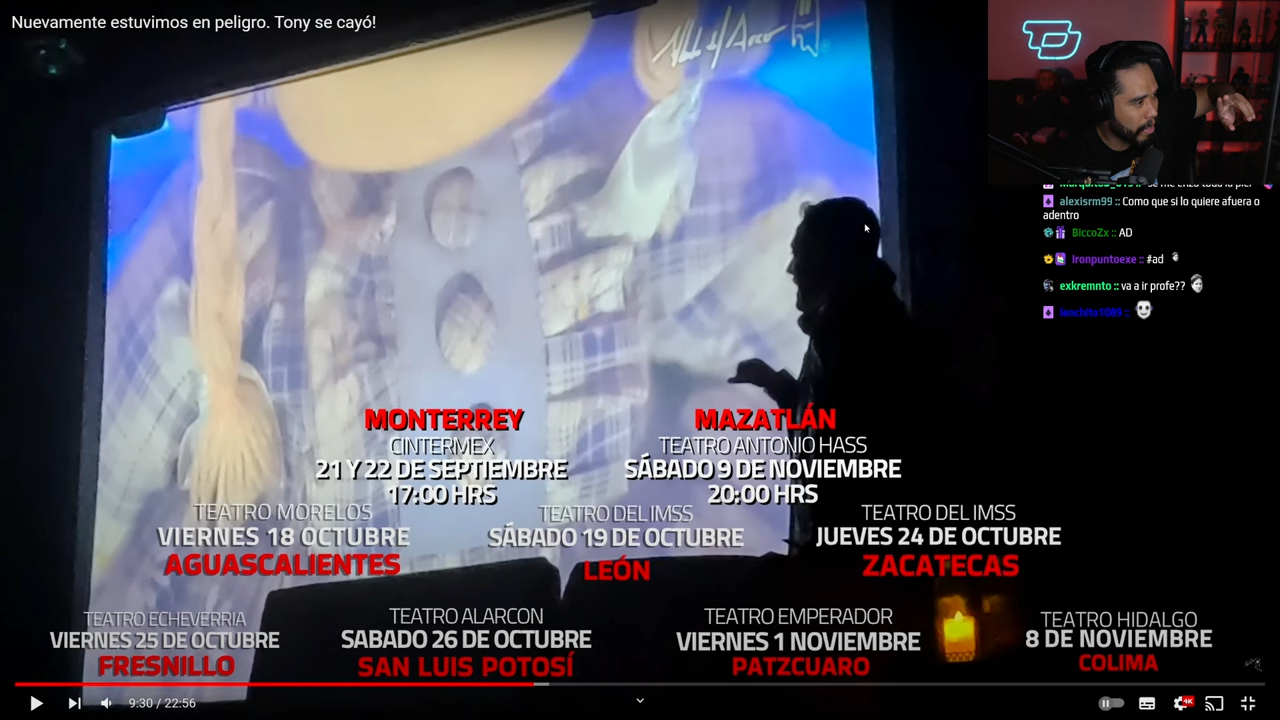 Nuevamente estuvimos en peligro. Tony se cayó!
alexisrm99 :: Como que si lo quiere afuera o
adentro
BiccoZx :: AD
ironpuntoexe :: #ad
exkremnto :: va a ir profe??
MONTERREY
CINTERMEX
21 Y 22 DE SEPTIEMBRE
17:00 HRS
MAZATLÁN
TEATRO ANTONIO HASS
SÁBADO 9 DE NOVIEMBRE
20:00 HRS
TEATRO MORELOS
VIERNES 18 OCTUBRE
AGUASCALIENTES
TEATRO DEL IMSS
SÁBADO 19 DE OCTUBRE
LEÓN
TEATRO DEL IMSS
JUEVES 24 DE OCTUBRE
ZACATECAS
TEATRO ECHEVERRIA
VIERNES 25 DE OCTUBRE
FRESNILLO
TEATRO ALARCON
SABADO 26 DE OCTUBRE
SAN LUIS POTOSÍ
TEATRO EMPERADOR
VIERNES 1 NOVIEMBRE
PATZCUARO
TEATRO HIDALGO
8 DE NOVIEMBRE
COLIMA
9:30 / 22:56
4K